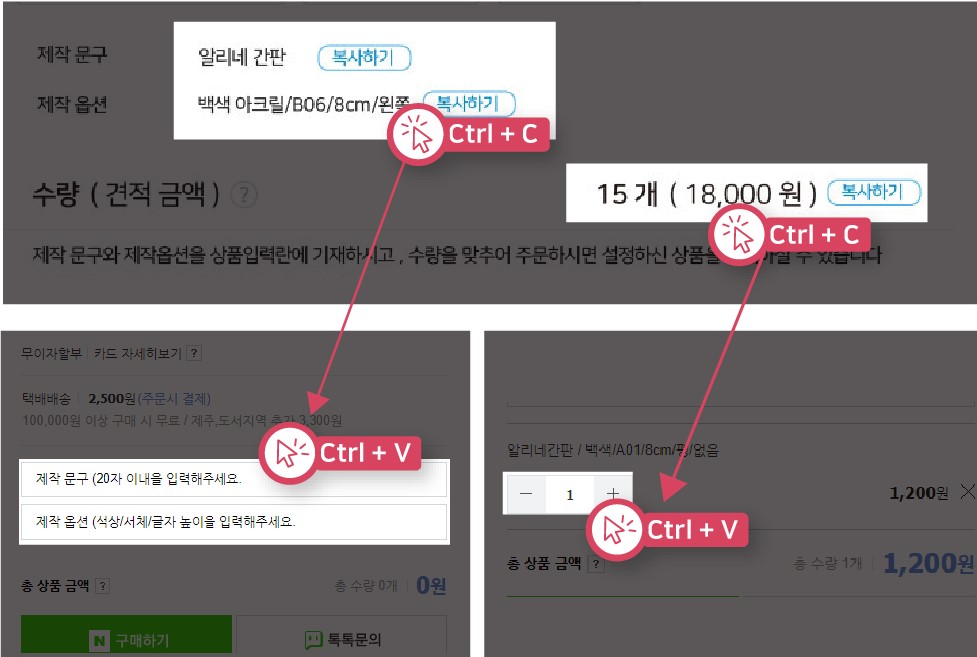 제작 문구
알리네 간판 복사하기
제작 옵션
백색 아크릴/B06/8cm/왼쪽 복사하기
Ctrl + C
수량 ( 견적 금액 ) ?
15 개 ( 18,000 원 ) 복사하기
Ctrl + C
제작 문구와 제작옵션을 상품입력란에 기재하시고 , 수량을 맞추어 주문하시면 설정하신 상품을 하실 수 있습니다
무이자할부 카드 자세히보기 ?
택배배송 2,500원(주문시 결제)
100,000원 이상 구매 시 무료 / 제주,도서지역 추가 3,300원
Ctrl + V
제작 문구 (20자 이내을 입력해주세요.
제작 옵션 (색상/서체/글자 높이을 입력해주세요.
총 상품 금액 ? 총 수량 0개 0원
N 구매하기 톡톡문의
알리네간판 / 백색/A01/8cm/핑/없음
− 1 + 1,200원 ×
Ctrl + V
총 상품 금액 ? 총 수량 1개 1,200원